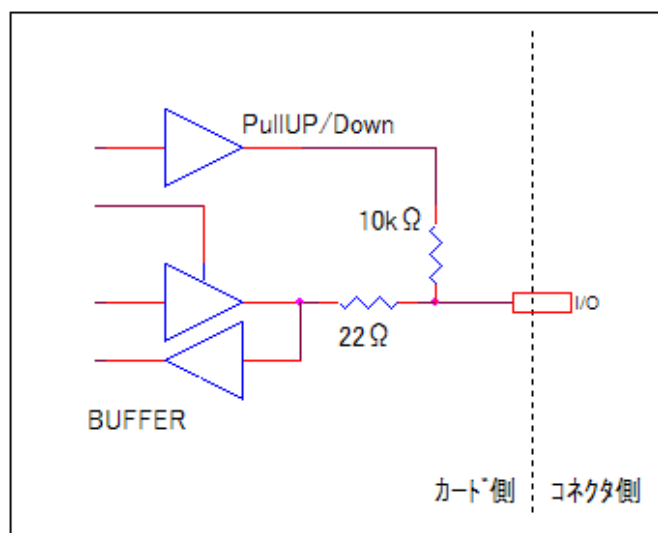 PullUP/Down
10kΩ
I/O
22Ω
BUFFER
カード側
コネクタ側